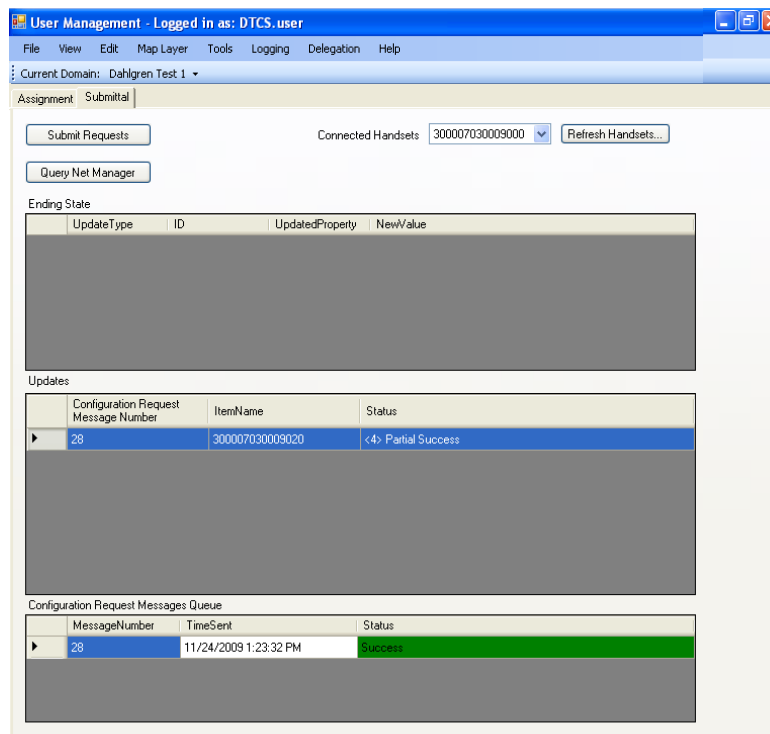 User Management - Logged in as: DTCS.user
File View Edit Map Layer Tools Logging Delegation Help
Current Domain: Dahlgren Test 1
Assignment Submittal
Submit Requests Connected Handsets 300007030009000 Refresh Handsets...
Query Net Manager
Ending State
UpdateType ID UpdatedProperty NewValue
Updates
Configuration Request
Message Number ItemName Status
28 300007030009020 <4> Partial Success
Configuration Request Messages Queue
MessageNumber TimeSent Status
28 11/24/2009 1:23:32 PM Success